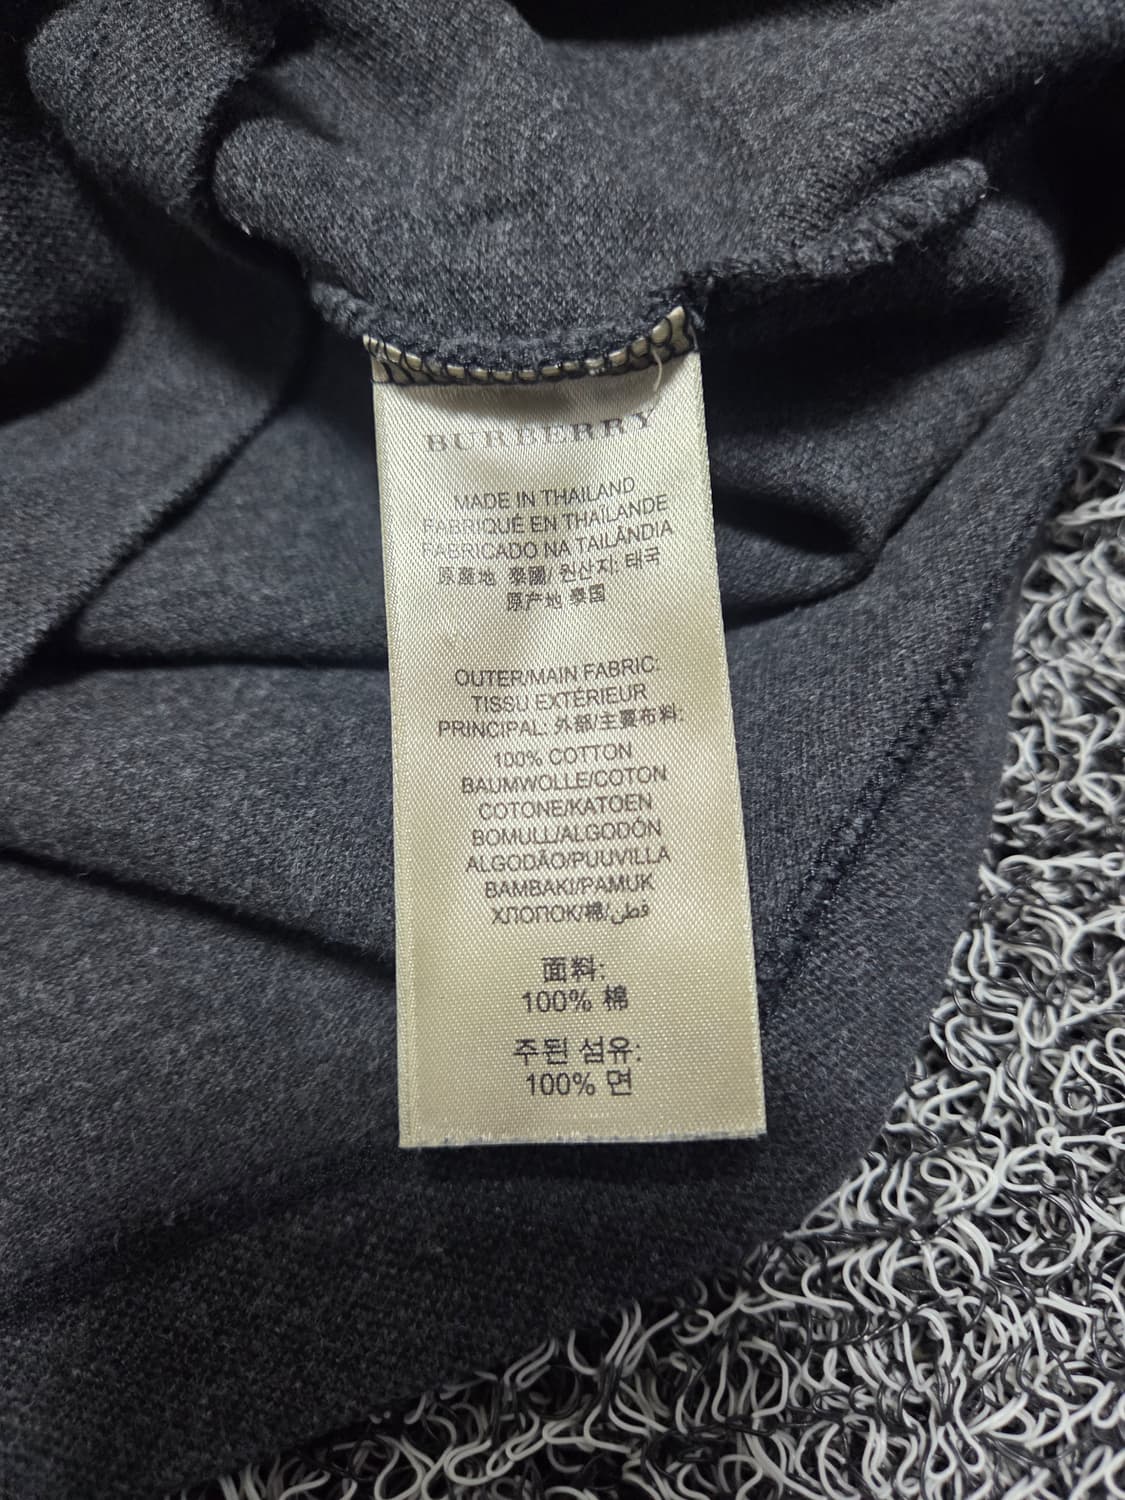 BURBERRY
MADE IN THAILAND
FABRIQUÉ EN THAILANDE
FABRICADO NA TAILÂNDIA
原產地 泰國/ 원산지: 태국
原产地 泰国
OUTER/MAIN FABRIC:
TISSU EXTÉRIEUR
PRINCIPAL: 外部/主要布料:
100% COTTON
BAUMWOLLE/COTON
COTONE/KATOEN
BOMULL/ALGODÓN
ALGODÃO/PUUVILLA
BAMBAKI/PAMUK
ХЛОПОК/棉/قطن
面料:
100% 棉
주된 섬유:
100% 면